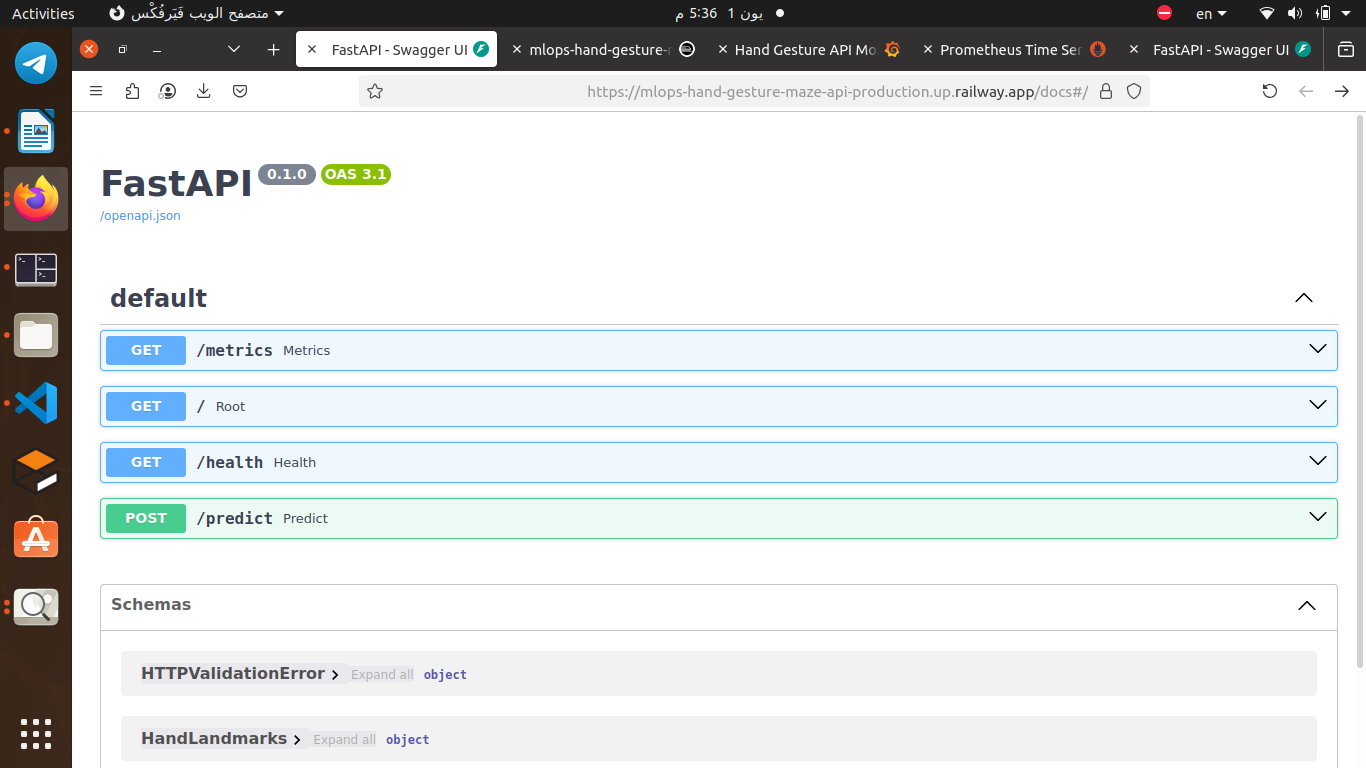 Activities متصفح الويب فَيَرفُكْس يون 1 5:36 م en
FastAPI - Swagger UI mlops-hand-gesture-r Hand Gesture API Mo Prometheus Time Ser FastAPI - Swagger UI
https://mlops-hand-gesture-maze-api-production.up.railway.app/docs#/
FastAPI 0.1.0 OAS 3.1
/openapi.json
default
GET /metrics Metrics
GET / Root
GET /health Health
POST /predict Predict
Schemas
HTTPValidationError Expand all object
HandLandmarks Expand all object